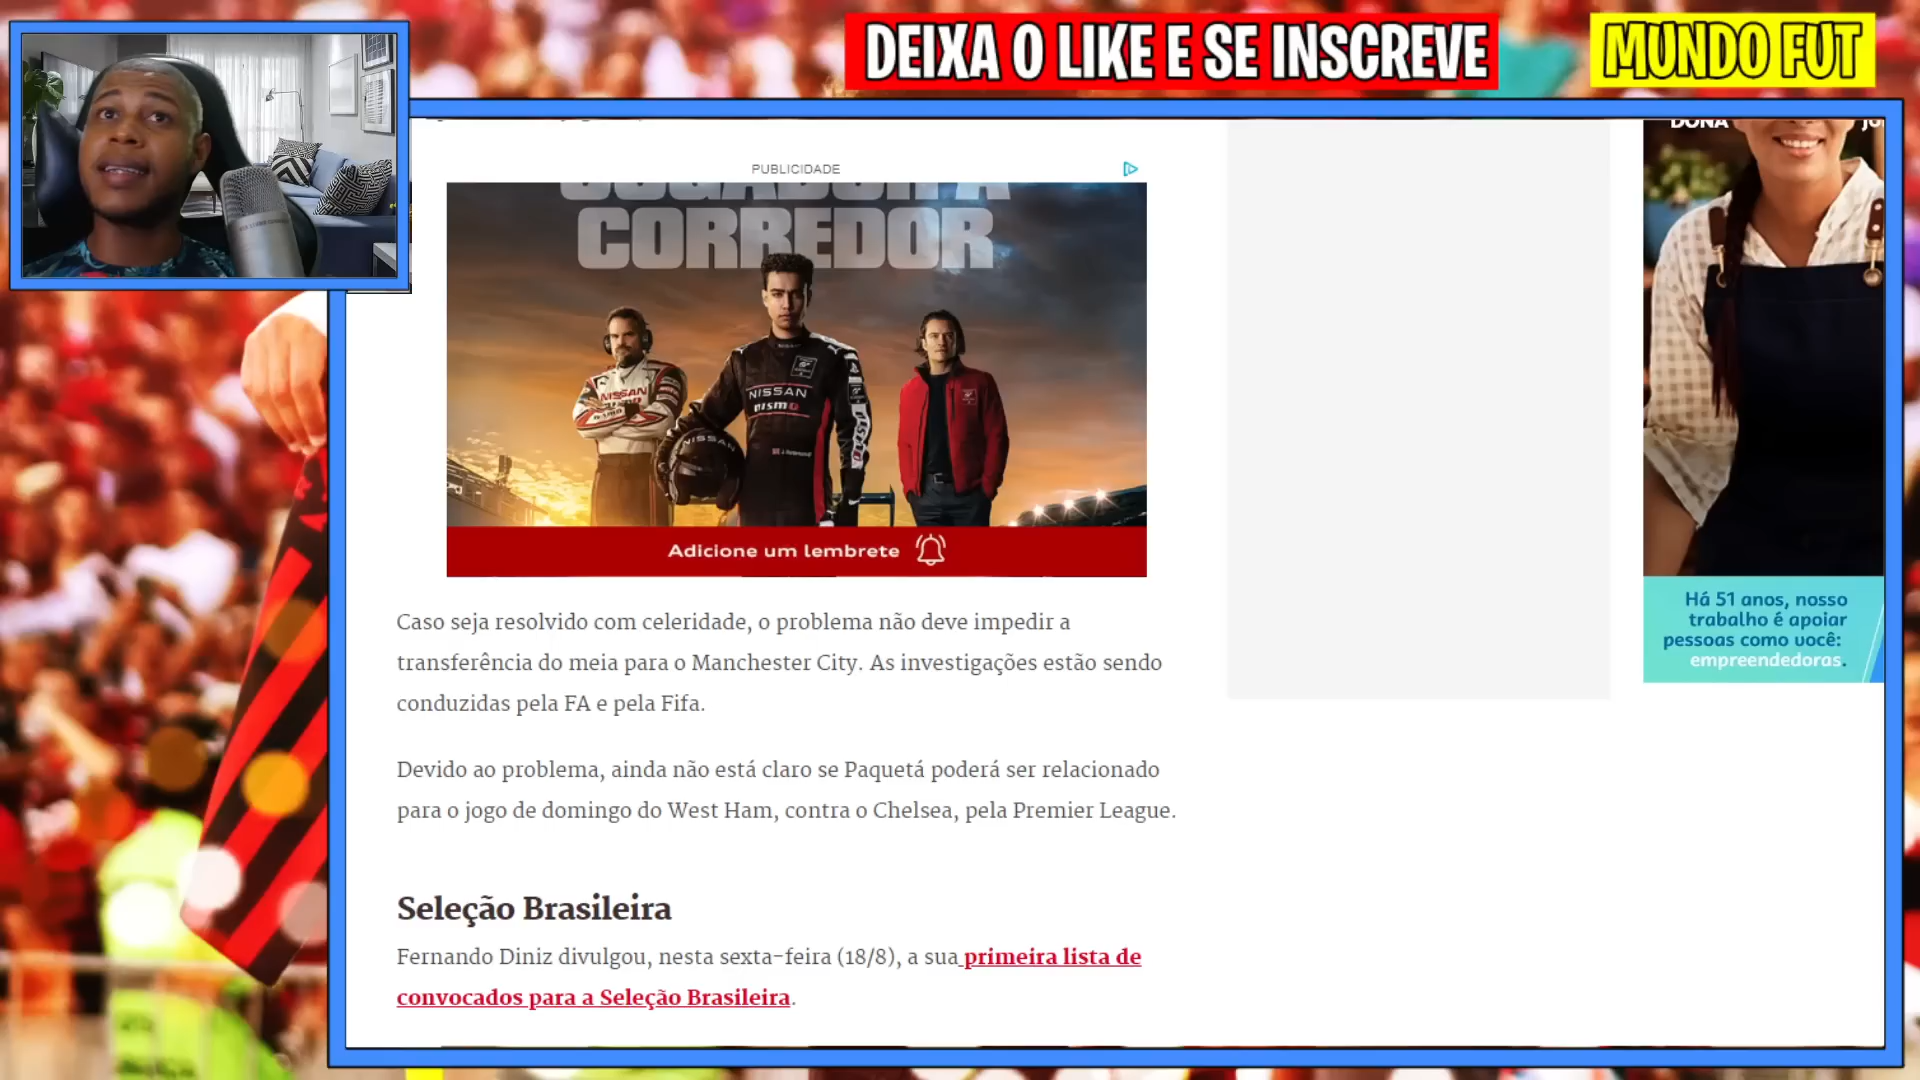 DEIXA O LIKE E SE INSCREVE
MUNDO FUT
DONA
PUBLICIDADE
CORREDOR
NISSAN
NISSAN
nismo
NISSAN
Adicione um lembrete
Há 51 anos, nosso
trabalho é apoiar
pessoas como você:
empreendedoras.
Caso seja resolvido com celeridade, o problema não deve impedir a
transferência do meia para o Manchester City. As investigações estão sendo
conduzidas pela FA e pela Fifa.
Devido ao problema, ainda não está claro se Paquetá poderá ser relacionado
para o jogo de domingo do West Ham, contra o Chelsea, pela Premier League.
Seleção Brasileira
Fernando Diniz divulgou, nesta sexta-feira (18/8), a sua primeira lista de
convocados para a Seleção Brasileira.